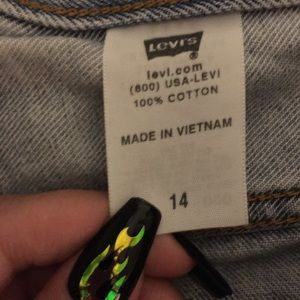 Levi's
levi.com
(800) USA-LEVI
100% COTTON
MADE IN VIETNAM
14